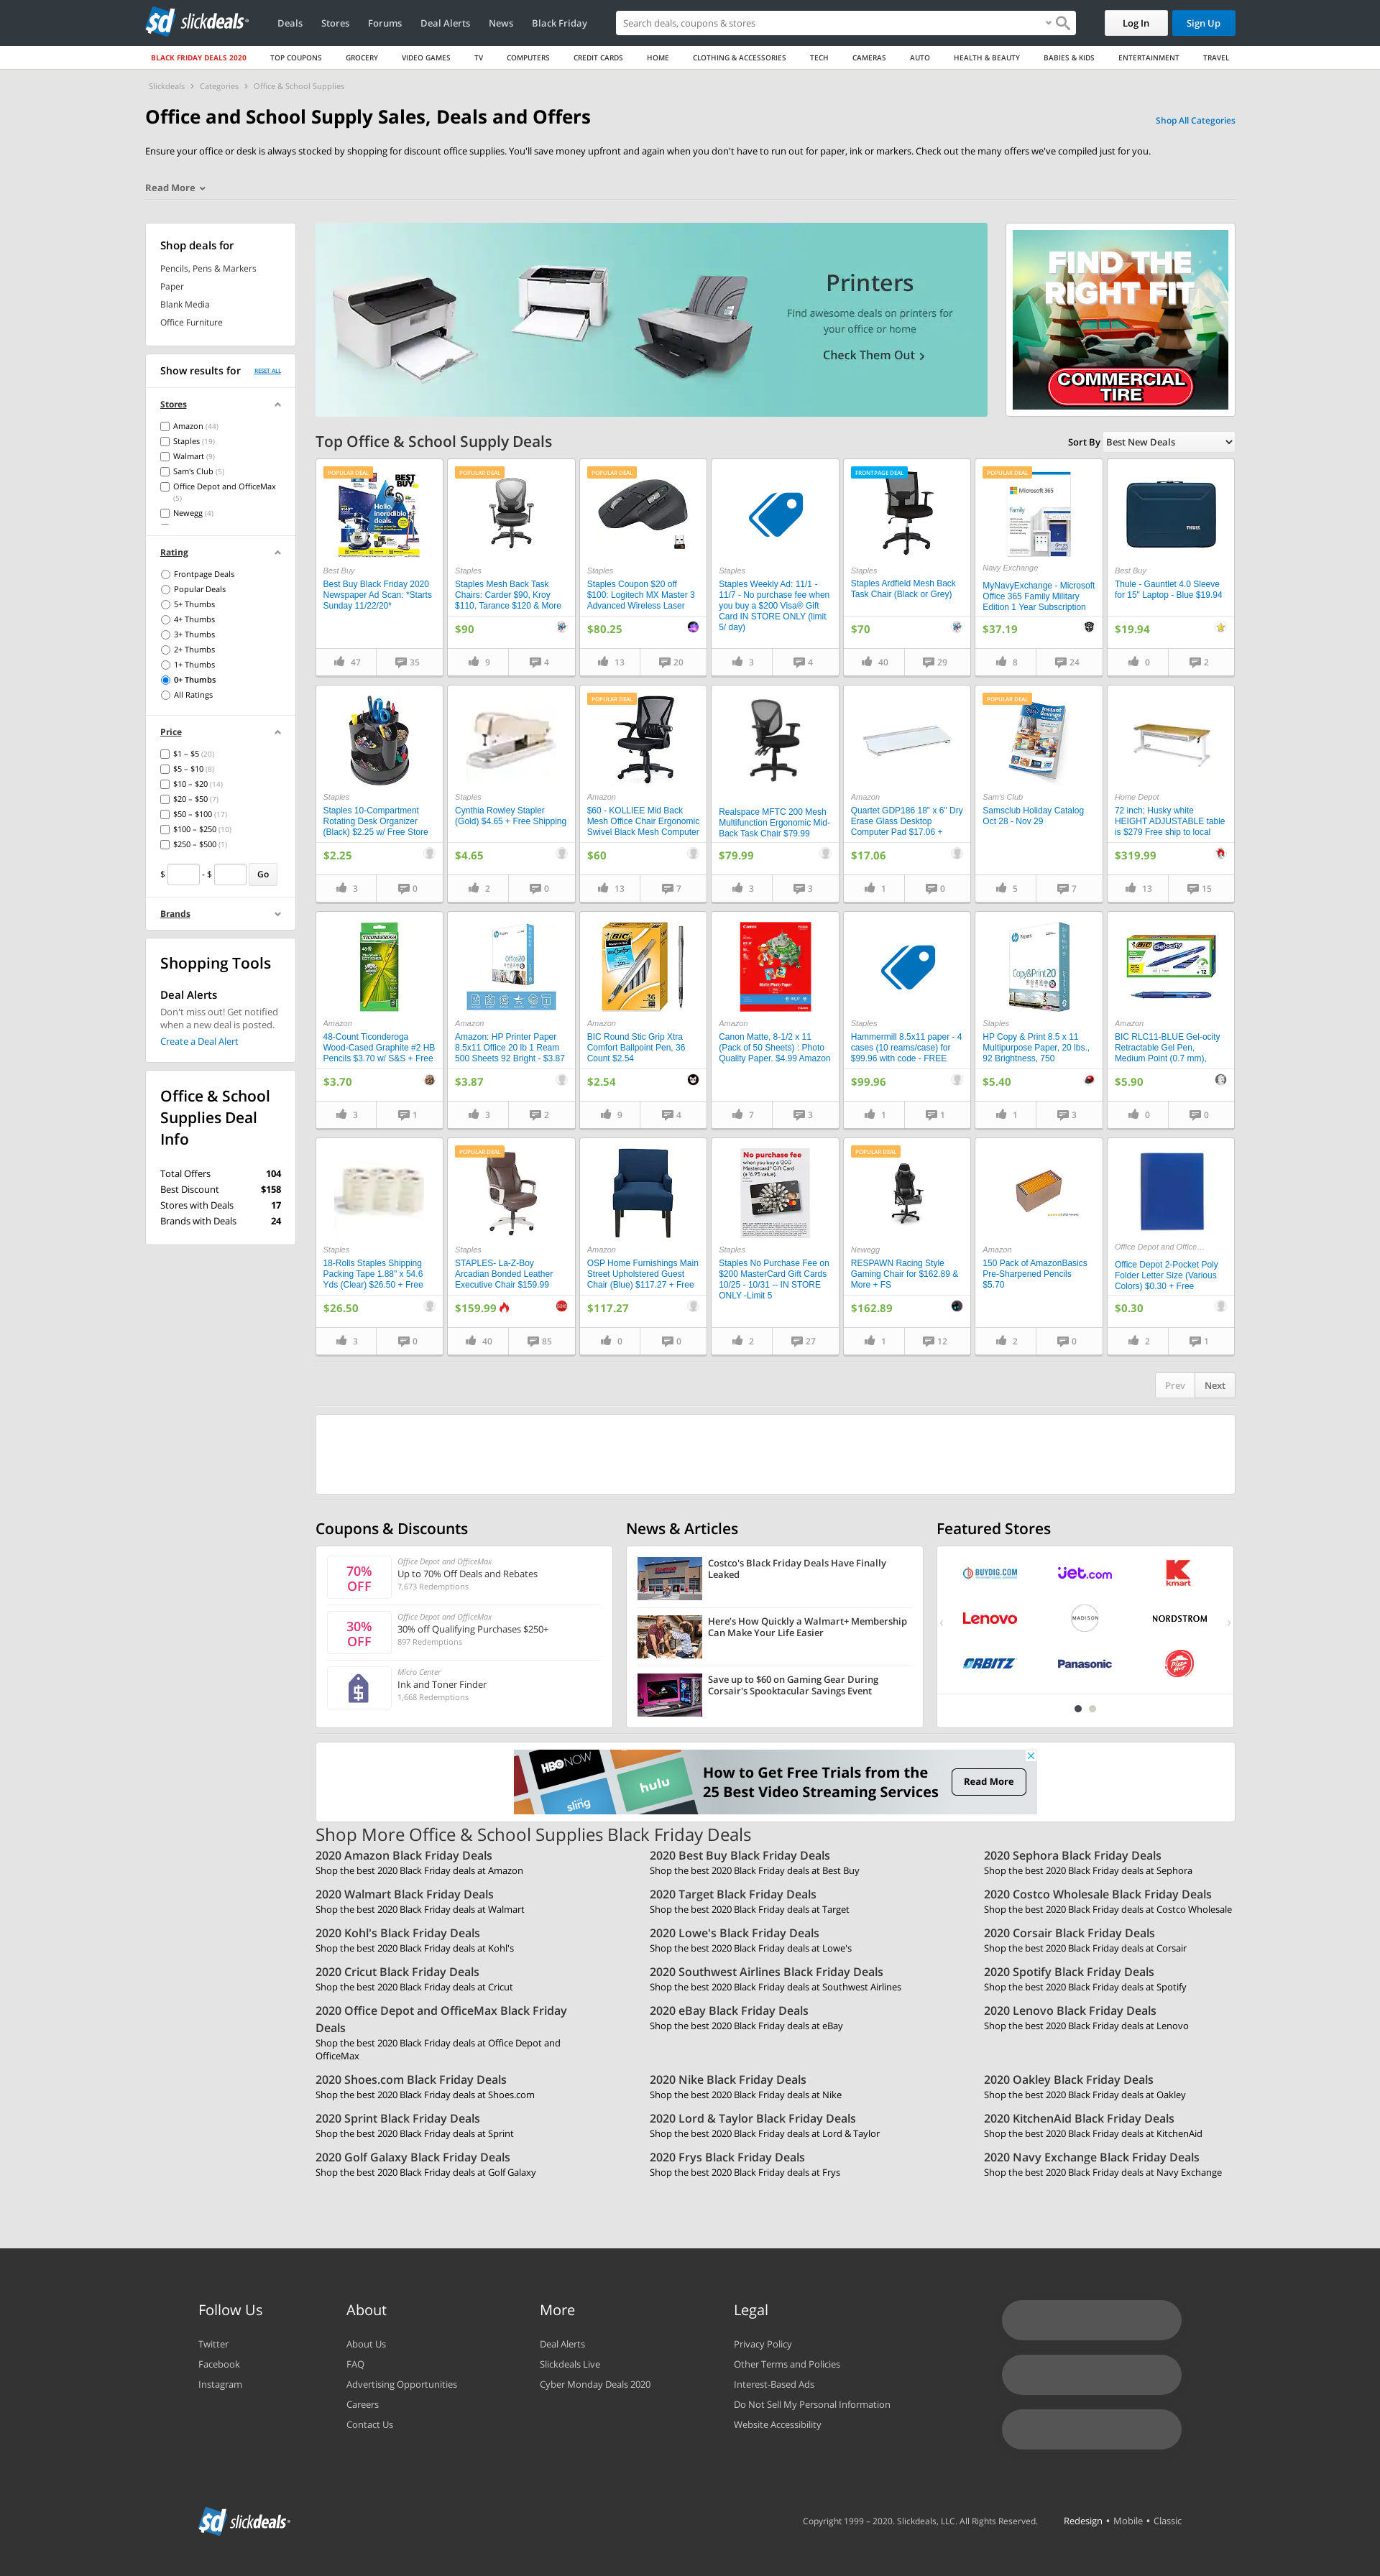 slickdeals
Deals Stores Forums Deal Alerts News Black Friday
Search deals, coupons & stores
Log In Sign Up
BLACK FRIDAY DEALS 2020 TOP COUPONS GROCERY VIDEO GAMES TV COMPUTERS CREDIT CARDS HOME CLOTHING & ACCESSORIES TECH CAMERAS AUTO HEALTH & BEAUTY BABIES & KIDS ENTERTAINMENT TRAVEL
Slickdeals > Categories > Office & School Supplies
Office and School Supply Sales, Deals and Offers
Shop All Categories
Ensure your office or desk is always stocked by shopping for discount office supplies. You'll save money upfront and again when you don't have to run out for paper, ink or markers. Check out the many offers we've compiled just for you.
Read More
Shop deals for
Pencils, Pens & Markers
Paper
Blank Media
Office Furniture
Show results for RESET ALL
Stores
Amazon (44)
Staples (19)
Walmart (9)
Sam's Club (5)
Office Depot and OfficeMax
(5)
Newegg (4)
Rating
Frontpage Deals
Popular Deals
5+ Thumbs
4+ Thumbs
3+ Thumbs
2+ Thumbs
1+ Thumbs
0+ Thumbs
All Ratings
Price
$1 – $5 (20)
$5 – $10 (8)
$10 – $20 (14)
$20 – $50 (7)
$50 – $100 (17)
$100 – $250 (10)
$250 – $500 (1)
$ - $ Go
Brands
Shopping Tools
Deal Alerts
Don't miss out! Get notified
when a new deal is posted.
Create a Deal Alert
Office & School
Supplies Deal
Info
Total Offers 104
Best Discount $158
Stores with Deals 17
Brands with Deals 24
Printers
Find awesome deals on printers for
your office or home
Check Them Out >
FIND THE
RIGHT FIT
COMMERCIAL
TIRE
Top Office & School Supply Deals
Sort By Best New Deals
POPULAR DEAL
Best Buy
Best Buy Black Friday 2020
Newspaper Ad Scan: *Starts
Sunday 11/22/20*
47 35
POPULAR DEAL
Staples
Staples Mesh Back Task
Chairs: Carder $90, Kroy
$110, Tarance $120 & More
$90
9 4
POPULAR DEAL
Staples
Staples Coupon $20 off
$100: Logitech MX Master 3
Advanced Wireless Laser
$80.25
13 20
Staples
Staples Weekly Ad: 11/1 -
11/7 - No purchase fee when
you buy a $200 Visa® Gift
Card IN STORE ONLY (limit
5/ day)
3 4
FRONTPAGE DEAL
Staples
Staples Ardfield Mesh Back
Task Chair (Black or Grey)
$70
40 29
POPULAR DEAL
Microsoft 365
Family
Navy Exchange
MyNavyExchange - Microsoft
Office 365 Family Military
Edition 1 Year Subscription
$37.19
8 24
Best Buy
Thule - Gauntlet 4.0 Sleeve
for 15" Laptop - Blue $19.94
$19.94
0 2
Staples
Staples 10-Compartment
Rotating Desk Organizer
(Black) $2.25 w/ Free Store
$2.25
3 0
Staples
Cynthia Rowley Stapler
(Gold) $4.65 + Free Shipping
$4.65
2 0
POPULAR DEAL
Amazon
$60 - KOLLIEE Mid Back
Mesh Office Chair Ergonomic
Swivel Black Mesh Computer
$60
13 7
Realspace MFTC 200 Mesh
Multifunction Ergonomic Mid-
Back Task Chair $79.99
$79.99
3 3
Amazon
Quartet GDP186 18" x 6" Dry
Erase Glass Desktop
Computer Pad $17.06 +
$17.06
1 0
POPULAR DEAL
Sam's Club
Samsclub Holiday Catalog
Oct 28 - Nov 29
5 7
Home Depot
72 inch; Husky white
HEIGHT ADJUSTABLE table
is $279 Free ship to local
$319.99
13 15
Amazon
48-Count Ticonderoga
Wood-Cased Graphite #2 HB
Pencils $3.70 w/ S&S + Free
$3.70
3 1
Amazon
Amazon: HP Printer Paper
8.5x11 Office 20 lb 1 Ream
500 Sheets 92 Bright - $3.87
$3.87
3 2
Amazon
BIC Round Stic Grip Xtra
Comfort Ballpoint Pen, 36
Count $2.54
$2.54
9 4
Amazon
Canon Matte, 8-1/2 x 11
(Pack of 50 Sheets) : Photo
Quality Paper. $4.99 Amazon
7 3
Staples
Hammermill 8.5x11 paper - 4
cases (10 reams/case) for
$99.96 with code - FREE
$99.96
1 1
Staples
HP Copy & Print 8.5 x 11
Multipurpose Paper, 20 lbs.,
92 Brightness, 750
$5.40
1 3
Amazon
BIC RLC11-BLUE Gel-ocity
Retractable Gel Pen,
Medium Point (0.7 mm),
$5.90
0 0
Staples
18-Rolls Staples Shipping
Packing Tape 1.88" x 54.6
Yds (Clear) $26.50 + Free
$26.50
3 0
POPULAR DEAL
Staples
STAPLES- La-Z-Boy
Arcadian Bonded Leather
Executive Chair $159.99
$159.99
40 85
Amazon
OSP Home Furnishings Main
Street Upholstered Guest
Chair (Blue) $117.27 + Free
$117.27
0 0
No purchase fee
Staples
Staples No Purchase Fee on
$200 MasterCard Gift Cards
10/25 - 10/31 -- IN STORE
ONLY -Limit 5
2 27
POPULAR DEAL
Newegg
RESPAWN Racing Style
Gaming Chair for $162.89 &
More + FS
$162.89
1 12
Amazon
150 Pack of AmazonBasics
Pre-Sharpened Pencils
$5.70
2 0
Office Depot and Office…
Office Depot 2-Pocket Poly
Folder Letter Size (Various
Colors) $0.30 + Free
$0.30
2 1
Prev Next
Coupons & Discounts
70%
OFF
Office Depot and OfficeMax
Up to 70% Off Deals and Rebates
7,673 Redemptions
30%
OFF
Office Depot and OfficeMax
30% off Qualifying Purchases $250+
897 Redemptions
Micro Center
Ink and Toner Finder
1,668 Redemptions
News & Articles
Costco's Black Friday Deals Have Finally
Leaked
Here's How Quickly a Walmart+ Membership
Can Make Your Life Easier
Save up to $60 on Gaming Gear During
Corsair's Spooktacular Savings Event
Featured Stores
BUYDIG.COM jet.com kmart
Lenovo MADISON NORDSTROM
ORBITZ Panasonic Pizza Hut
HBO NOW
hulu
sling
How to Get Free Trials from the
25 Best Video Streaming Services
Read More
Shop More Office & School Supplies Black Friday Deals
2020 Amazon Black Friday Deals
Shop the best 2020 Black Friday deals at Amazon
2020 Best Buy Black Friday Deals
Shop the best 2020 Black Friday deals at Best Buy
2020 Sephora Black Friday Deals
Shop the best 2020 Black Friday deals at Sephora
2020 Walmart Black Friday Deals
Shop the best 2020 Black Friday deals at Walmart
2020 Target Black Friday Deals
Shop the best 2020 Black Friday deals at Target
2020 Costco Wholesale Black Friday Deals
Shop the best 2020 Black Friday deals at Costco Wholesale
2020 Kohl's Black Friday Deals
Shop the best 2020 Black Friday deals at Kohl's
2020 Lowe's Black Friday Deals
Shop the best 2020 Black Friday deals at Lowe's
2020 Corsair Black Friday Deals
Shop the best 2020 Black Friday deals at Corsair
2020 Cricut Black Friday Deals
Shop the best 2020 Black Friday deals at Cricut
2020 Southwest Airlines Black Friday Deals
Shop the best 2020 Black Friday deals at Southwest Airlines
2020 Spotify Black Friday Deals
Shop the best 2020 Black Friday deals at Spotify
2020 Office Depot and OfficeMax Black Friday
Deals
Shop the best 2020 Black Friday deals at Office Depot and
OfficeMax
2020 eBay Black Friday Deals
Shop the best 2020 Black Friday deals at eBay
2020 Lenovo Black Friday Deals
Shop the best 2020 Black Friday deals at Lenovo
2020 Shoes.com Black Friday Deals
Shop the best 2020 Black Friday deals at Shoes.com
2020 Nike Black Friday Deals
Shop the best 2020 Black Friday deals at Nike
2020 Oakley Black Friday Deals
Shop the best 2020 Black Friday deals at Oakley
2020 Sprint Black Friday Deals
Shop the best 2020 Black Friday deals at Sprint
2020 Lord & Taylor Black Friday Deals
Shop the best 2020 Black Friday deals at Lord & Taylor
2020 KitchenAid Black Friday Deals
Shop the best 2020 Black Friday deals at KitchenAid
2020 Golf Galaxy Black Friday Deals
Shop the best 2020 Black Friday deals at Golf Galaxy
2020 Frys Black Friday Deals
Shop the best 2020 Black Friday deals at Frys
2020 Navy Exchange Black Friday Deals
Shop the best 2020 Black Friday deals at Navy Exchange
Follow Us
Twitter
Facebook
Instagram
About
About Us
FAQ
Advertising Opportunities
Careers
Contact Us
More
Deal Alerts
Slickdeals Live
Cyber Monday Deals 2020
Legal
Privacy Policy
Other Terms and Policies
Interest-Based Ads
Do Not Sell My Personal Information
Website Accessibility
slickdeals
Copyright 1999 – 2020. Slickdeals, LLC. All Rights Reserved.
Redesign • Mobile • Classic